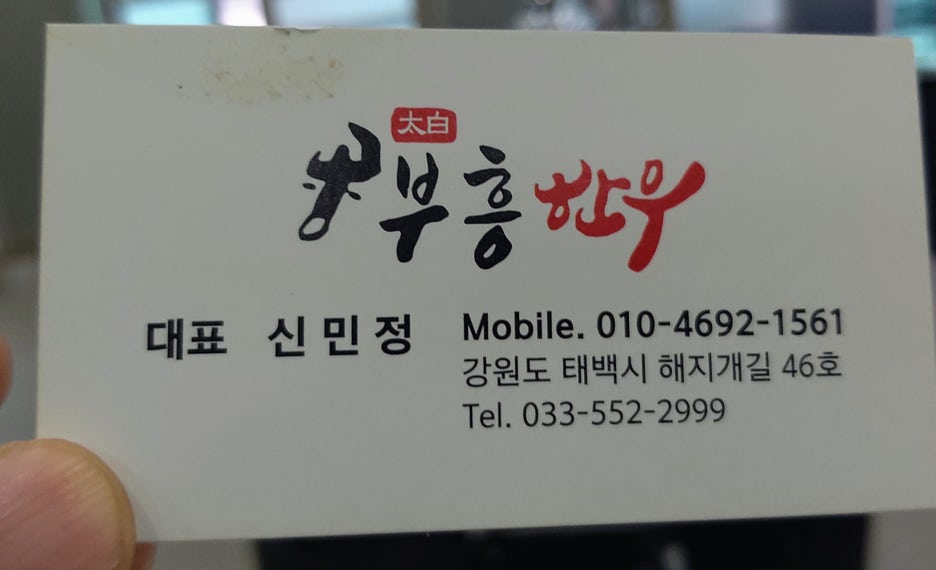 太白
부흥한우
대표 신민정
Mobile. 010-4692-1561
강원도 태백시 해지개길 46호
Tel. 033-552-2999